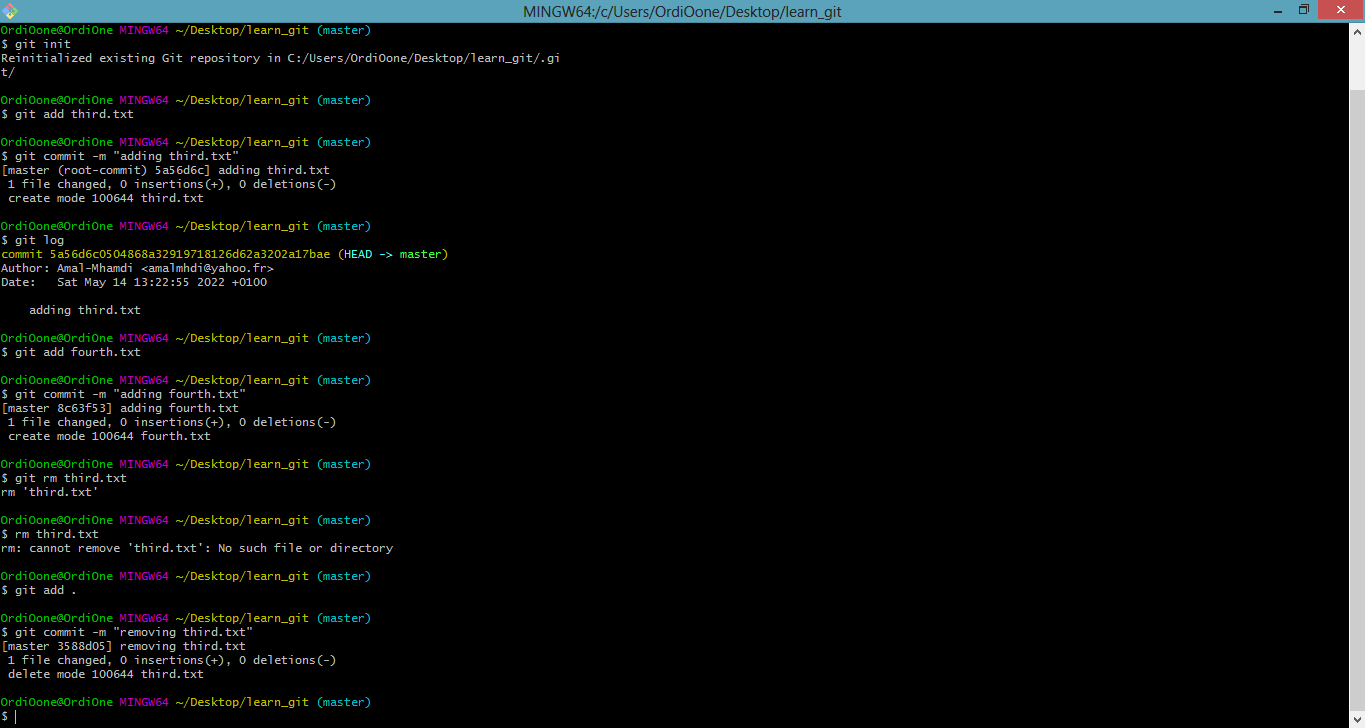 MINGW64:/c/Users/OrdiOone/Desktop/learn_git
OrdiOone@OrdiOne MINGW64 ~/Desktop/learn_git (master)
$ git init
Reinitialized existing Git repository in C:/Users/OrdiOone/Desktop/learn_git/.gi
t/
OrdiOone@OrdiOne MINGW64 ~/Desktop/learn_git (master)
$ git add third.txt
OrdiOone@OrdiOne MINGW64 ~/Desktop/learn_git (master)
$ git commit -m "adding third.txt"
[master (root-commit) 5a56d6c] adding third.txt
 1 file changed, 0 insertions(+), 0 deletions(-)
 create mode 100644 third.txt
OrdiOone@OrdiOne MINGW64 ~/Desktop/learn_git (master)
$ git log
commit 5a56d6c0504868a32919718126d62a3202a17bae (HEAD -> master)
Author: Amal-Mhamdi <amalmhdi@yahoo.fr>
Date:   Sat May 14 13:22:55 2022 +0100
    adding third.txt
OrdiOone@OrdiOne MINGW64 ~/Desktop/learn_git (master)
$ git add fourth.txt
OrdiOone@OrdiOne MINGW64 ~/Desktop/learn_git (master)
$ git commit -m "adding fourth.txt"
[master 8c63f53] adding fourth.txt
 1 file changed, 0 insertions(+), 0 deletions(-)
 create mode 100644 fourth.txt
OrdiOone@OrdiOne MINGW64 ~/Desktop/learn_git (master)
$ git rm third.txt
rm 'third.txt'
OrdiOone@OrdiOne MINGW64 ~/Desktop/learn_git (master)
$ rm third.txt
rm: cannot remove 'third.txt': No such file or directory
OrdiOone@OrdiOne MINGW64 ~/Desktop/learn_git (master)
$ git add .
OrdiOone@OrdiOne MINGW64 ~/Desktop/learn_git (master)
$ git commit -m "removing third.txt"
[master 3588d05] removing third.txt
 1 file changed, 0 insertions(+), 0 deletions(-)
 delete mode 100644 third.txt
OrdiOone@OrdiOne MINGW64 ~/Desktop/learn_git (master)
$